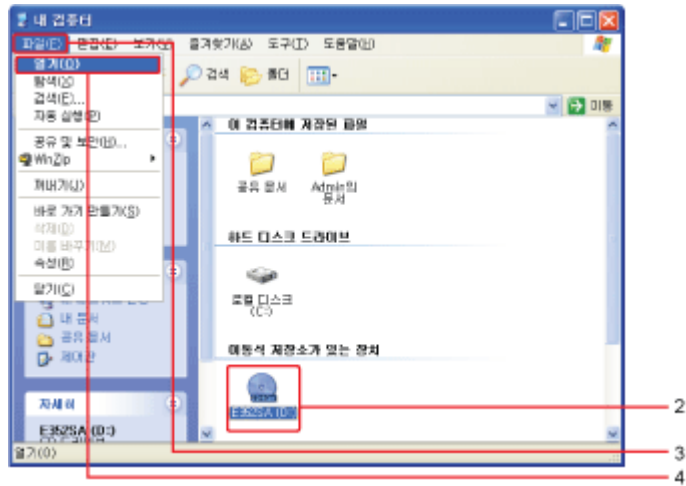 내 컴퓨터
파일(F) 편집(E) 보기(V) 즐겨찾기(A) 도구(T) 도움말(H)
열기(O)
탐색(X)
검색(E)...
자동 실행(P)
공유 및 보안(H)...
WinZip
꺼내기(J)
바로 가기 만들기(S)
삭제(D)
이름 바꾸기(M)
속성(R)
닫기(C)
검색 폴더
이동
이 컴퓨터에 저장된 파일
공유 문서
Admin의 문서
하드 디스크 드라이브
로컬 디스크 (C:)
이동식 저장소가 있는 장치
E352SA (D:)
내 문서
공유 문서
제어판
자세히
E352SA (D:)
CD 드라이브
열기(O)
2
3
4